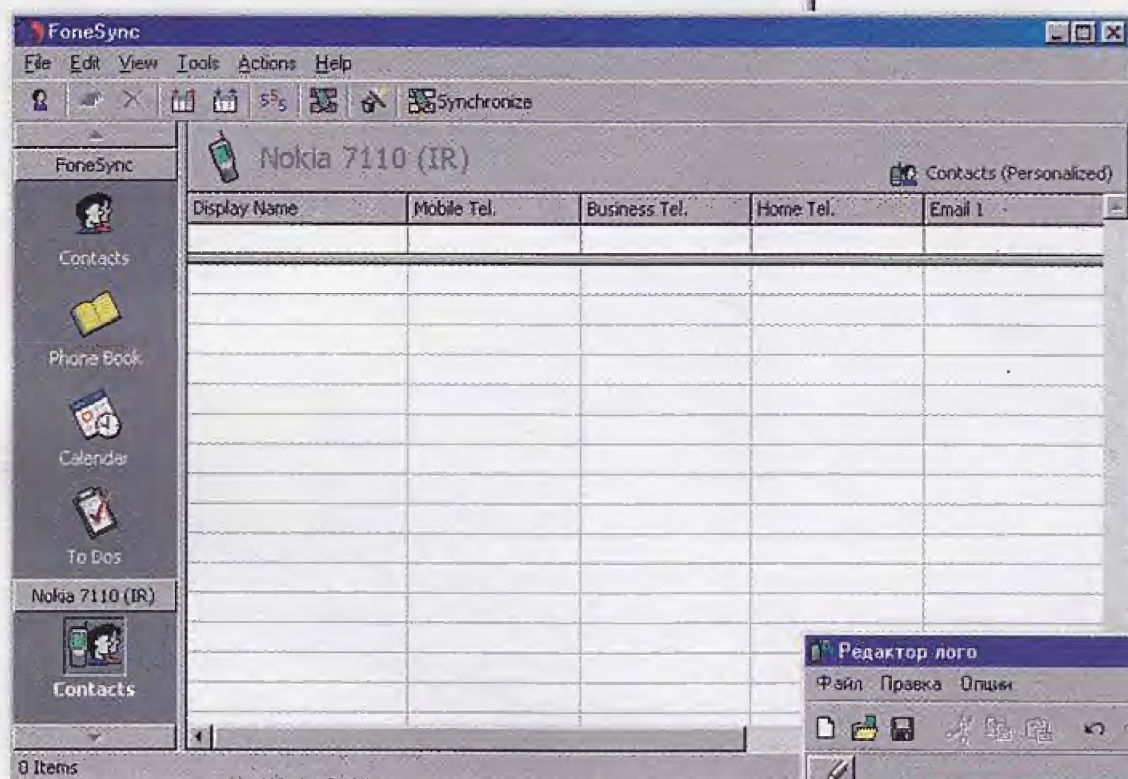 FoneSync
File Edit View Tools Actions Help
Synchronize
FoneSync
Nokia 7110 (IR)
Contacts (Personalized)
Display Name Mobile Tel. Business Tel. Home Tel. Email 1
Contacts
Phone Book
Calendar
To Dos
Nokia 7110 (IR)
Contacts
0 Items
Редактор лого
Файл Правка Опции